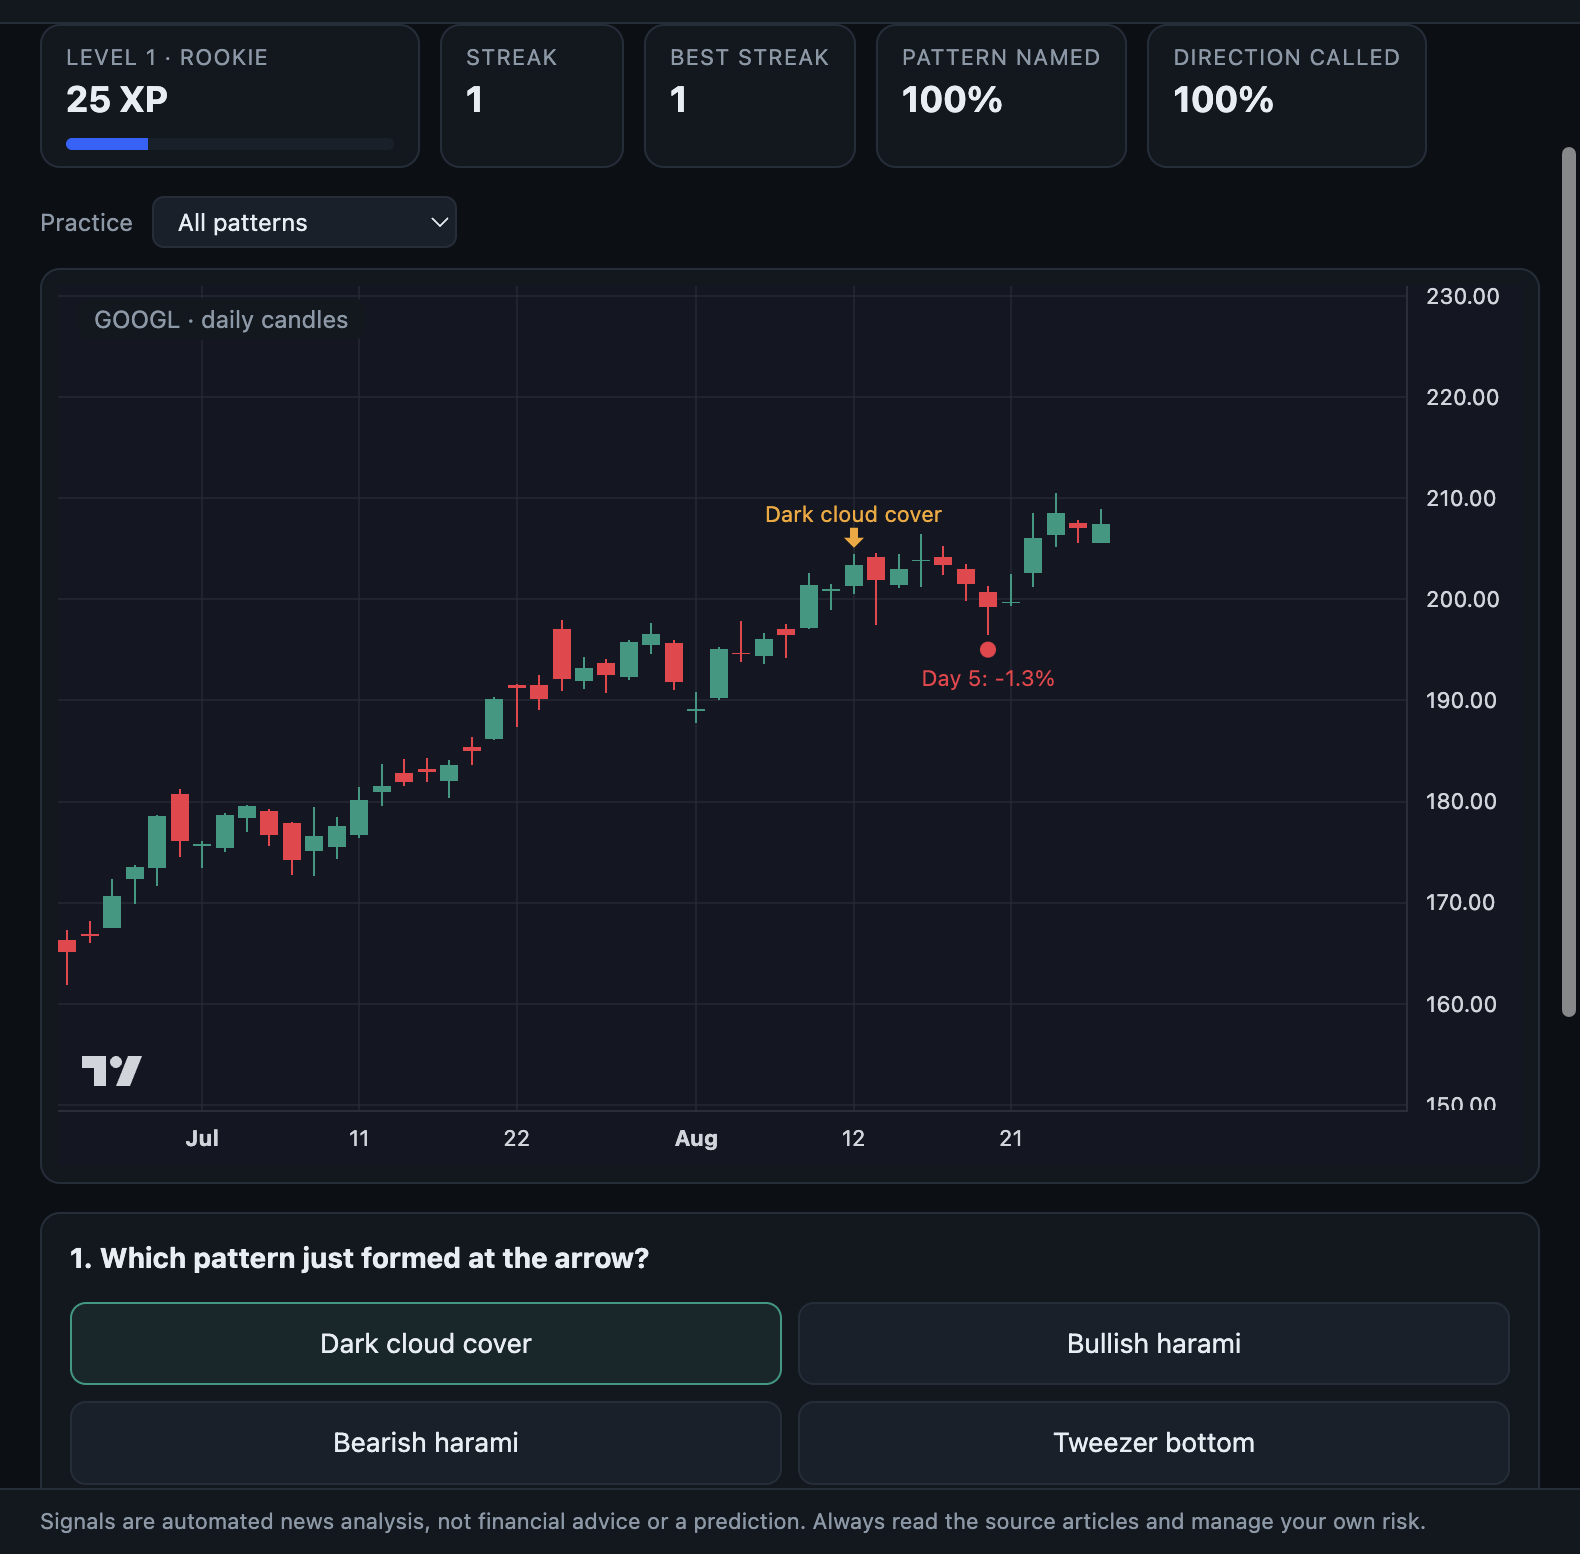 LEVEL 1 · ROOKIE
25 XP
STREAK
1
BEST STREAK
1
PATTERN NAMED
100%
DIRECTION CALLED
100%
Practice
All patterns
GOOGL · daily candles
230.00
220.00
210.00
200.00
190.00
180.00
170.00
160.00
150.00
Dark cloud cover
Day 5: -1.3%
Jul
11
22
Aug
12
21
1. Which pattern just formed at the arrow?
Dark cloud cover
Bullish harami
Bearish harami
Tweezer bottom
Signals are automated news analysis, not financial advice or a prediction. Always read the source articles and manage your own risk.